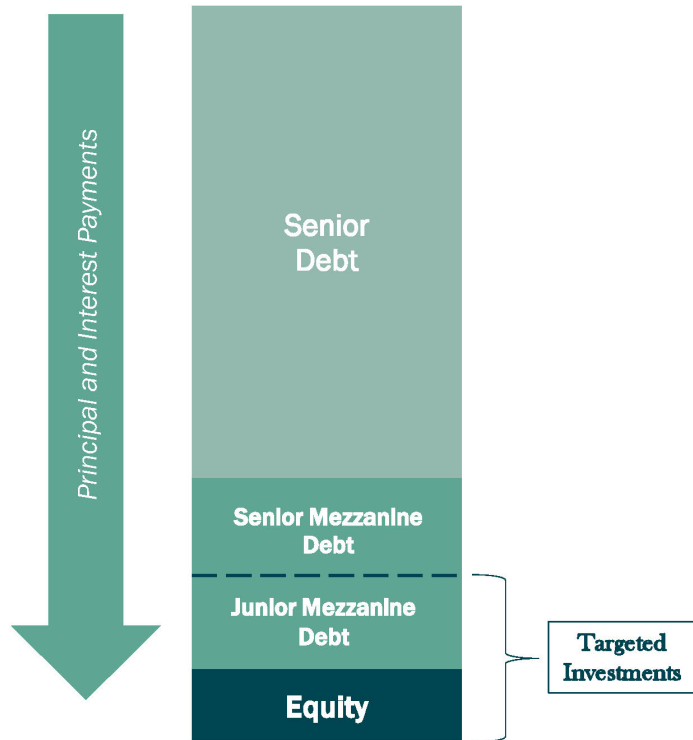 Principal and Interest Payments
Senior
Debt
Senior Mezzanine
Debt
Junior Mezzanine
Debt
Equity
Targeted
Investments